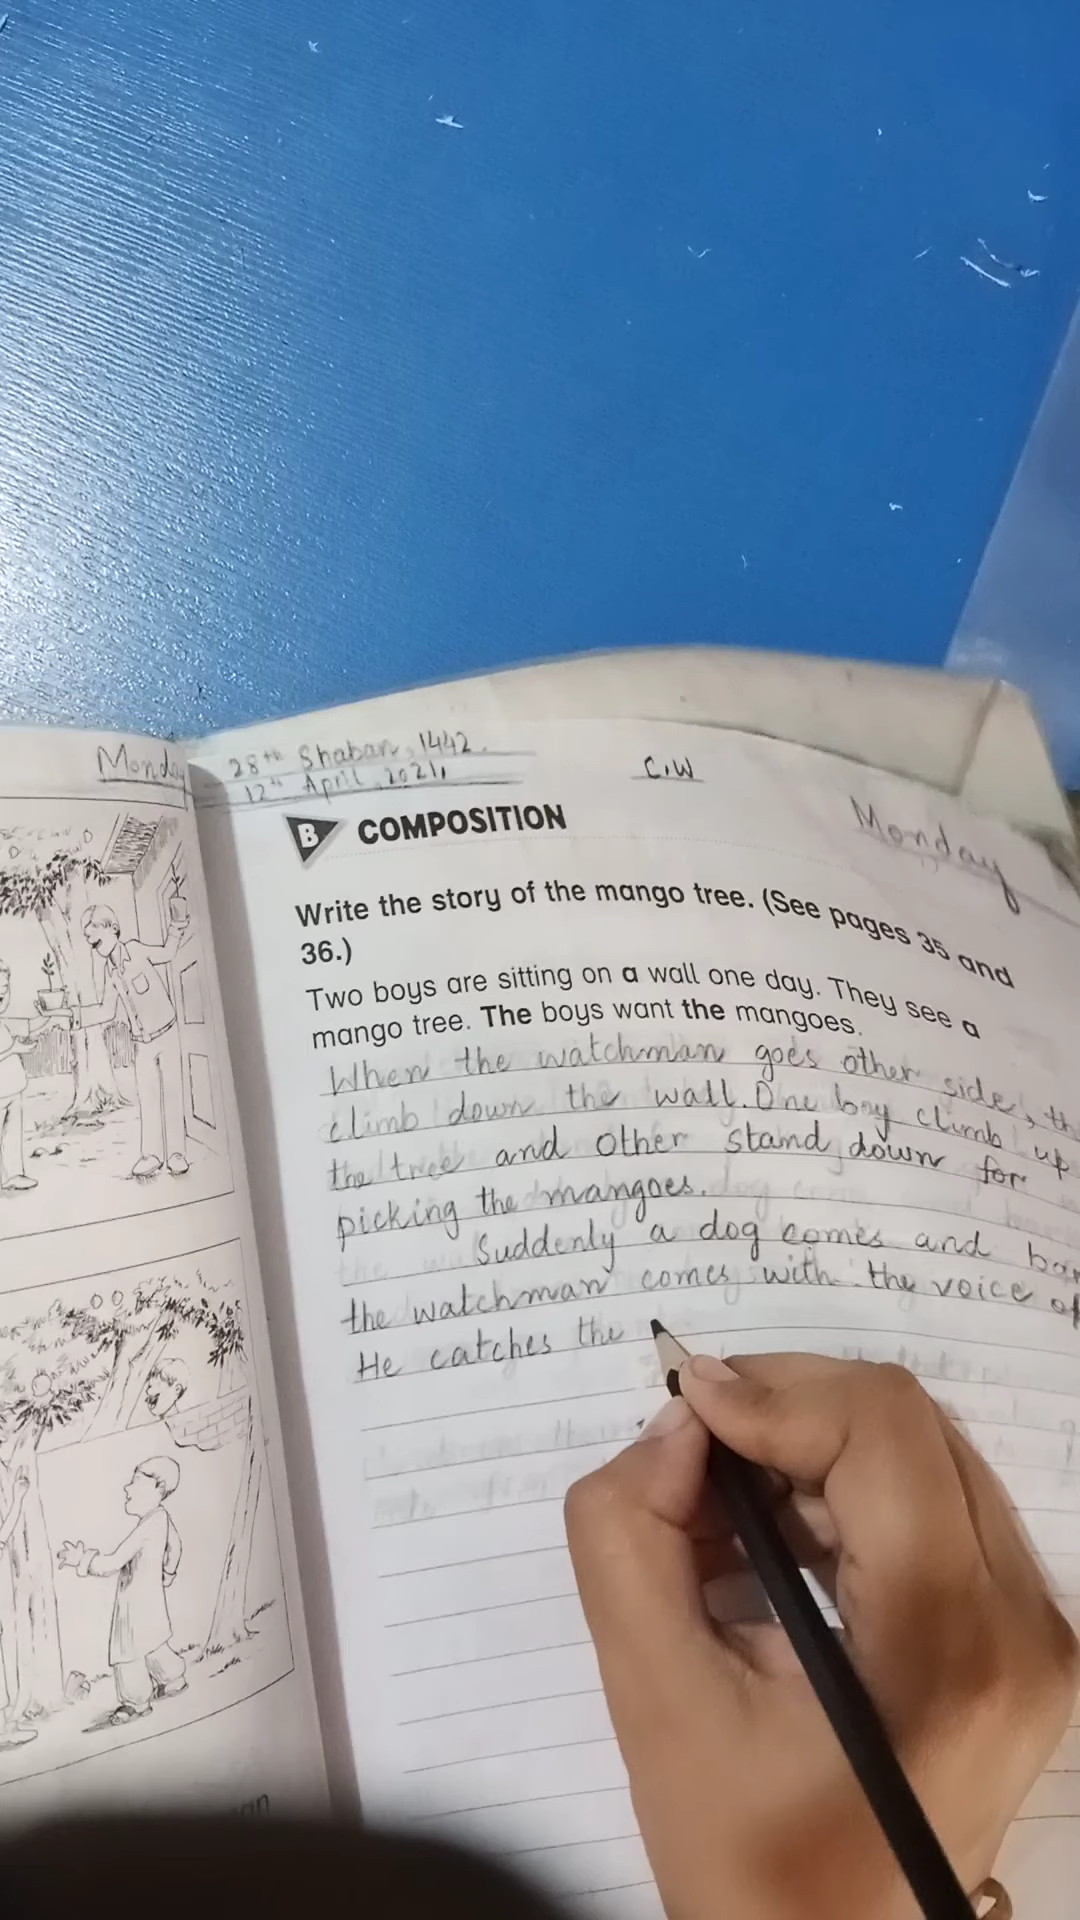 Monday
28th Shaban, 1442.
12th April, 2021,
C.W
Monday
B COMPOSITION
Write the story of the mango tree. (See pages 35 and
36.)
Two boys are sitting on a wall one day. They see a
mango tree. The boys want the mangoes.
When the watchman goes other side,
climb down the wall. One boy climb up
the tree and other stand down for
picking the mangoes.
Suddenly a dog comes and
the watchman comes with the voice of
He catches the